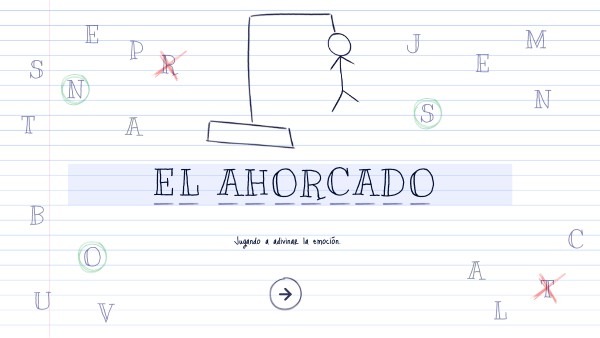 E
P
R
S
N
T
A
J
M
E
N
S
EL AHORCADO
Jugando a adivinar la emoción.
B
O
U
V
C
A
T
L